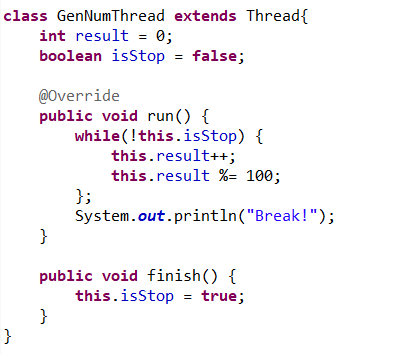 class GenNumThread extends Thread{
    int result = 0;
    boolean isStop = false;

    @Override
    public void run() {
        while(!this.isStop) {
            this.result++;
            this.result %= 100;
        };
        System.out.println("Break!");
    }

    public void finish() {
        this.isStop = true;
    }
}